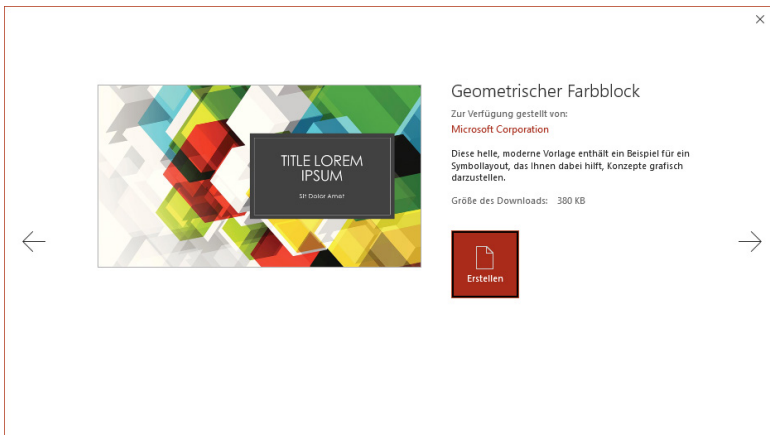 Geometrischer Farbblock
Zur Verfügung gestellt von:
Microsoft Corporation
TITLE LOREM
IPSUM
Sit Dolor Amet
Diese helle, moderne Vorlage enthält ein Beispiel für ein
Symbollayout, das Ihnen dabei hilft, Konzepte grafisch
darzustellen.
Größe des Downloads: 380 KB
Erstellen